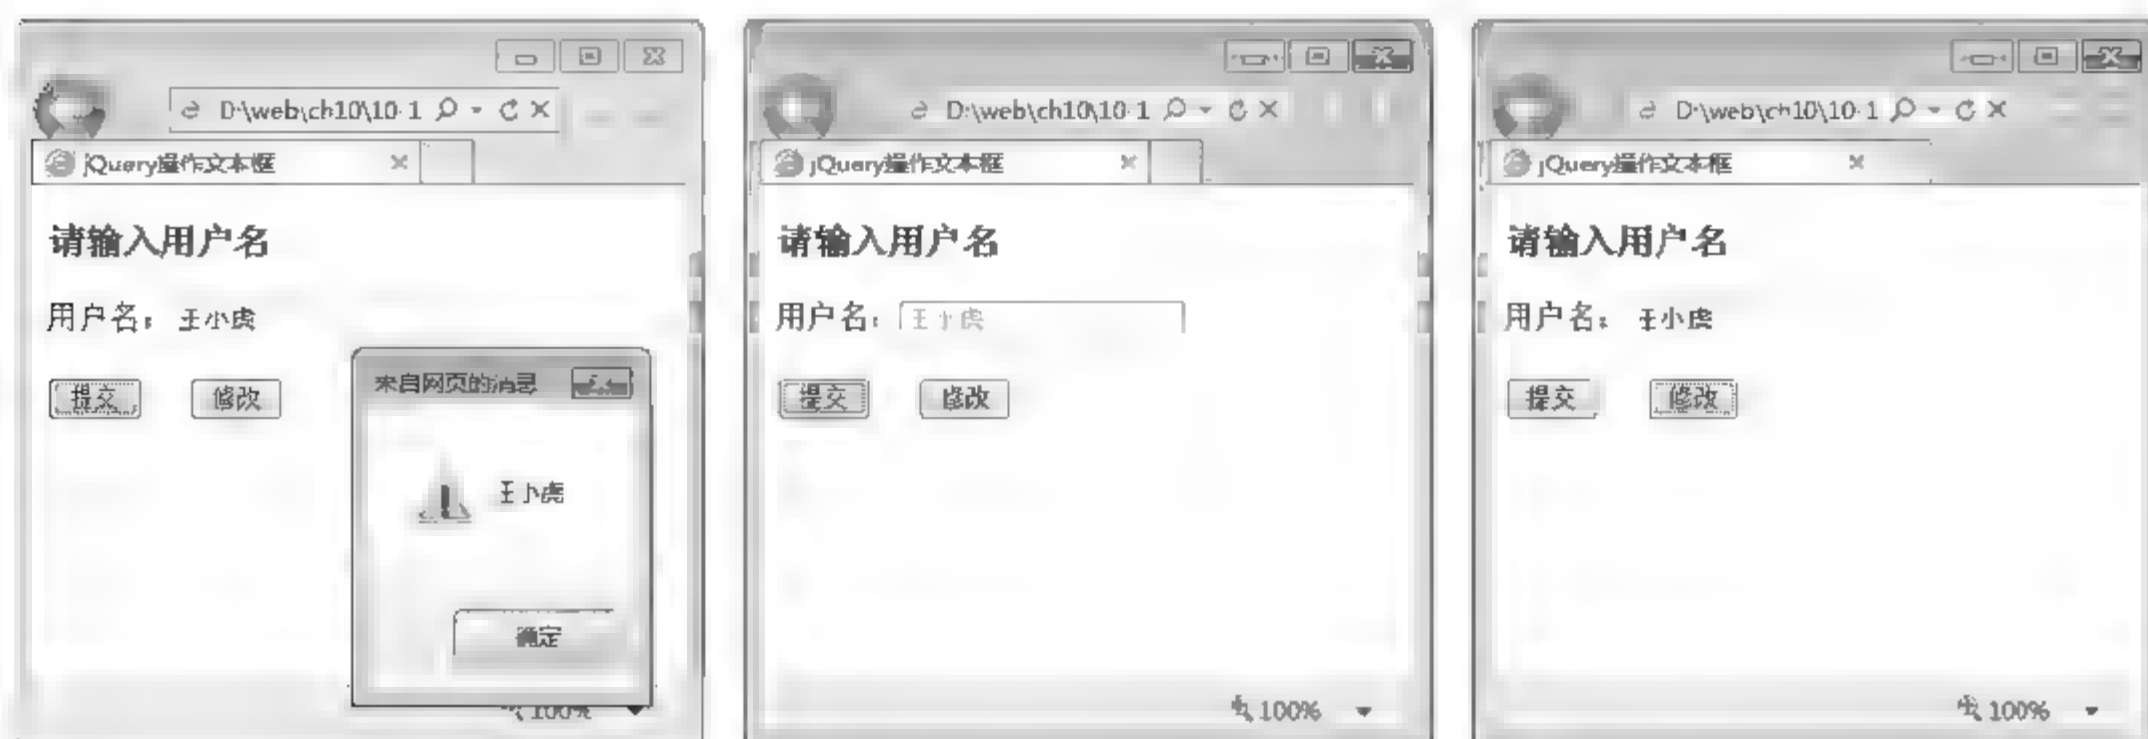 D:\web\ch10\10-1
jQuery操作文本框
请输入用户名
用户名：王小虎
提交 修改
来自网页的消息
王小虎
确定
100%
D:\web\ch10\10-1
jQuery操作文本框
请输入用户名
用户名：王小虎
提交 修改
100%
D:\web\ch10\10-1
jQuery操作文本框
请输入用户名
用户名：王小虎
提交 修改
100%